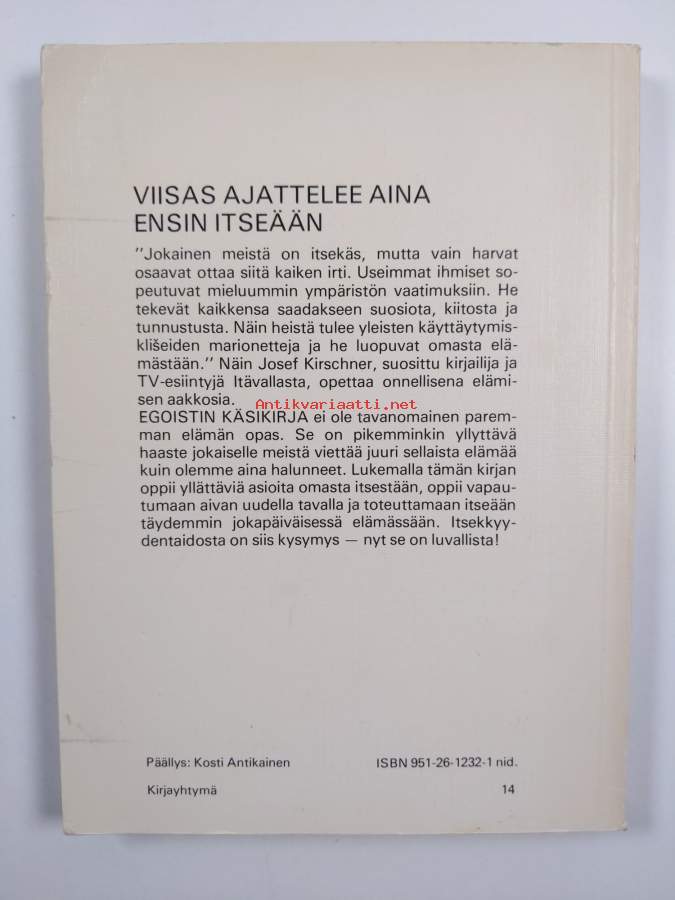 VIISAS AJATTELEE AINA
ENSIN ITSEÄÄN
"Jokainen meistä on itsekäs, mutta vain harvat
osaavat ottaa siitä kaiken irti. Useimmat ihmiset so-
peutuvat mieluummin ympäristön vaatimuksiin. He
tekevät kaikkensa saadakseen suosiota, kiitosta ja
tunnustusta. Näin heistä tulee yleisten käyttäytymis-
klišeiden marionetteja ja he luopuvat omasta elä-
mästään." Näin Josef Kirschner, suosittu kirjailija ja
TV-esiintyjä Itävallasta, opettaa onnellisena elämi-
sen aakkosia.
Antikvariaatti.net
EGOISTIN KÄSIKIRJA ei ole tavanomainen parem-
man elämän opas. Se on pikemminkin yllyttävä
haaste jokaiselle meistä viettää juuri sellaista elämää
kuin olemme aina halunneet. Lukemalla tämän kirjan
oppii yllättäviä asioita omasta itsestään, oppii vapau-
tumaan aivan uudella tavalla ja toteuttamaan itseään
täydemmin jokapäiväisessä elämässään. Itsekkyy-
dentaidosta on siis kysymys — nyt se on luvallista!
Päällys: Kosti Antikainen ISBN 951-26-1232-1 nid.
Kirjayhtymä 14